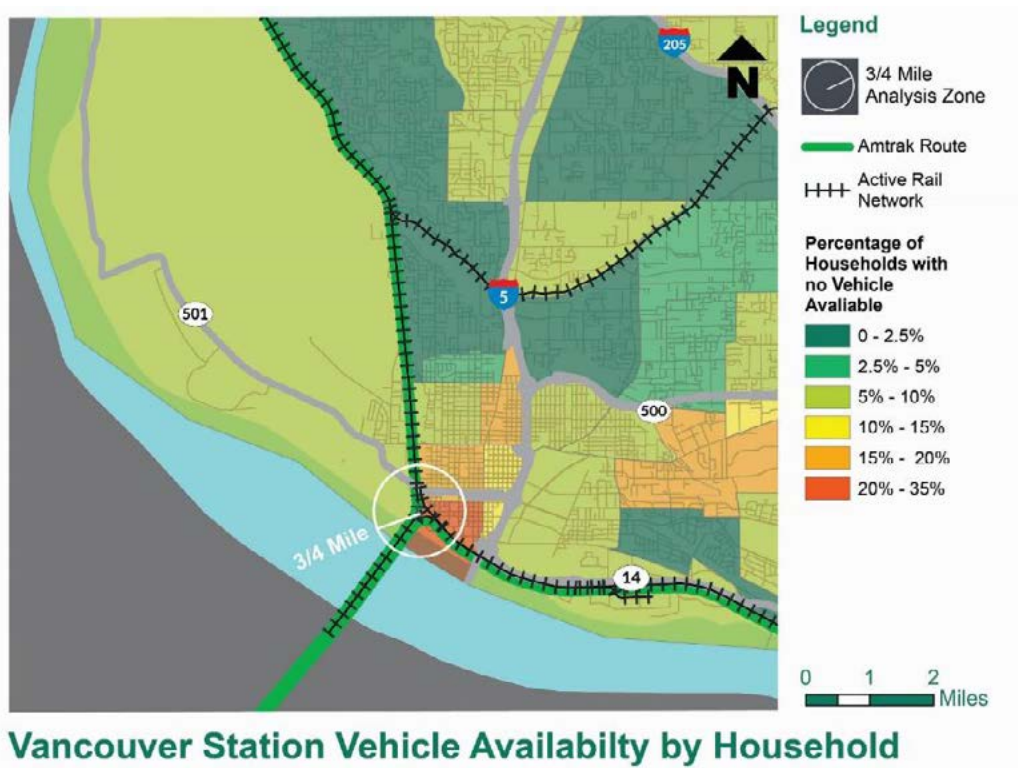 205
N
501
5
500
3/4 Mile
14
Legend
3/4 Mile
Analysis Zone
Amtrak Route
Active Rail
Network
Percentage of
Households with
no Vehicle
Avaliable
0 - 2.5%
2.5% - 5%
5% - 10%
10% - 15%
15% - 20%
20% - 35%
0 1 2
Miles
Vancouver Station Vehicle Availabilty by Household